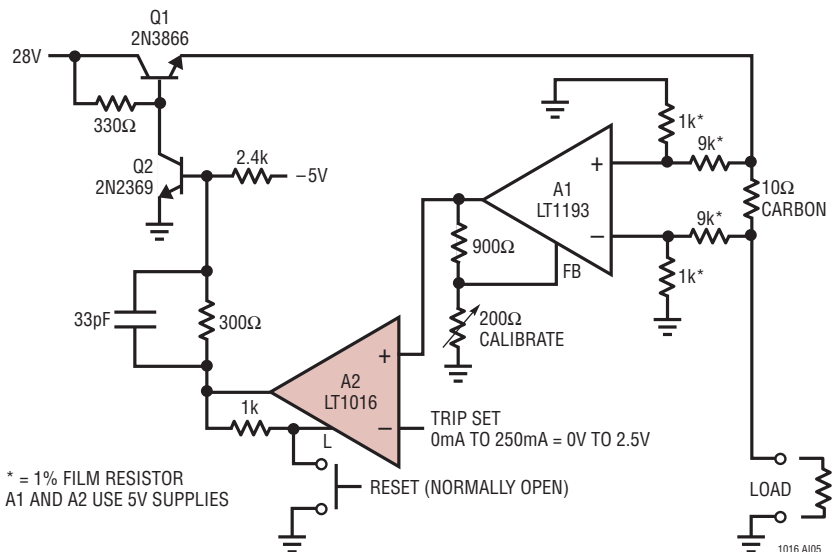 Q1
2N3866
28V
330Ω
Q2
2N2369
2.4k
–5V
1k*
9k*
+
A1
LT1193
10Ω
CARBON
–
9k*
900Ω
FB
1k*
33pF
300Ω
200Ω
CALIBRATE
+
A2
LT1016
1k
–
TRIP SET
0mA TO 250mA = 0V TO 2.5V
L
* = 1% FILM RESISTOR
A1 AND A2 USE 5V SUPPLIES
RESET (NORMALLY OPEN)
LOAD
1016 AI05